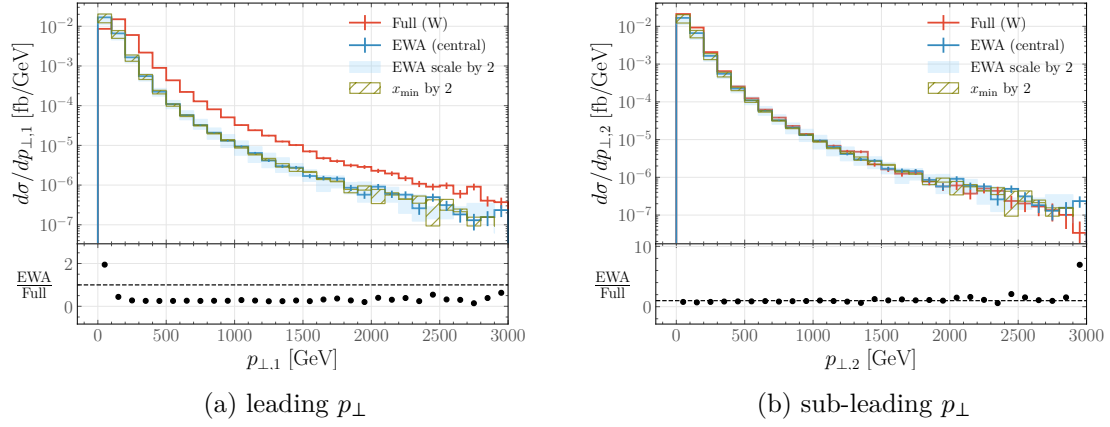 10⁻²
10⁻³
10⁻⁴
10⁻⁵
10⁻⁶
10⁻⁷
dσ/dp⊥,1 [fb/GeV]
Full (W)
EWA (central)
EWA scale by 2
x_min by 2
2
0
EWA
Full
0 500 1000 1500 2000 2500 3000
p⊥,1 [GeV]
(a) leading p⊥
10⁻²
10⁻³
10⁻⁴
10⁻⁵
10⁻⁶
10⁻⁷
dσ/dp⊥,2 [fb/GeV]
Full (W)
EWA (central)
EWA scale by 2
x_min by 2
10
0
EWA
Full
0 500 1000 1500 2000 2500 3000
p⊥,2 [GeV]
(b) sub-leading p⊥